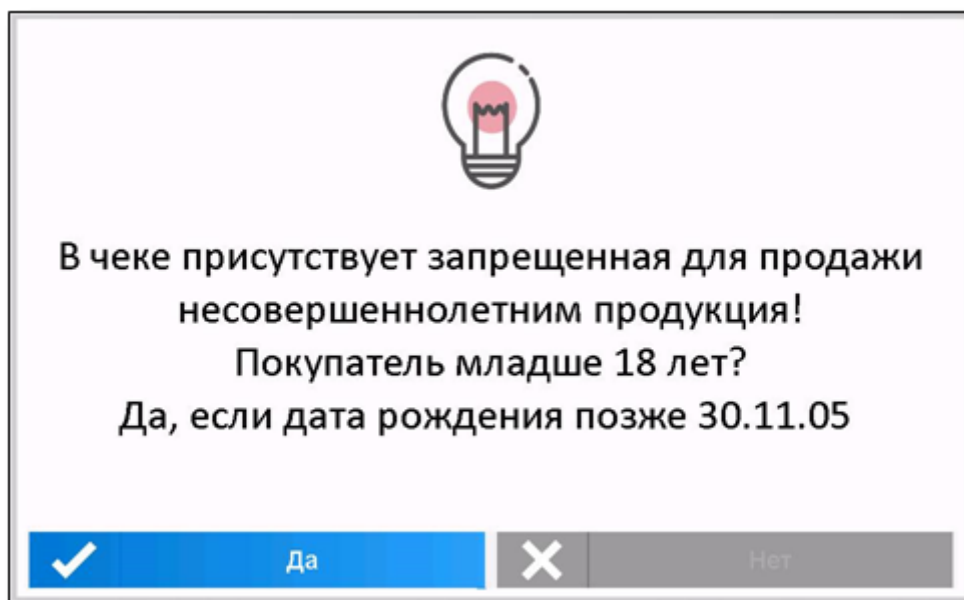 В чеке присутствует запрещенная для продажи
несовершеннолетним продукция!
Покупатель младше 18 лет?
Да, если дата рождения позже 30.11.05
Да
Нет